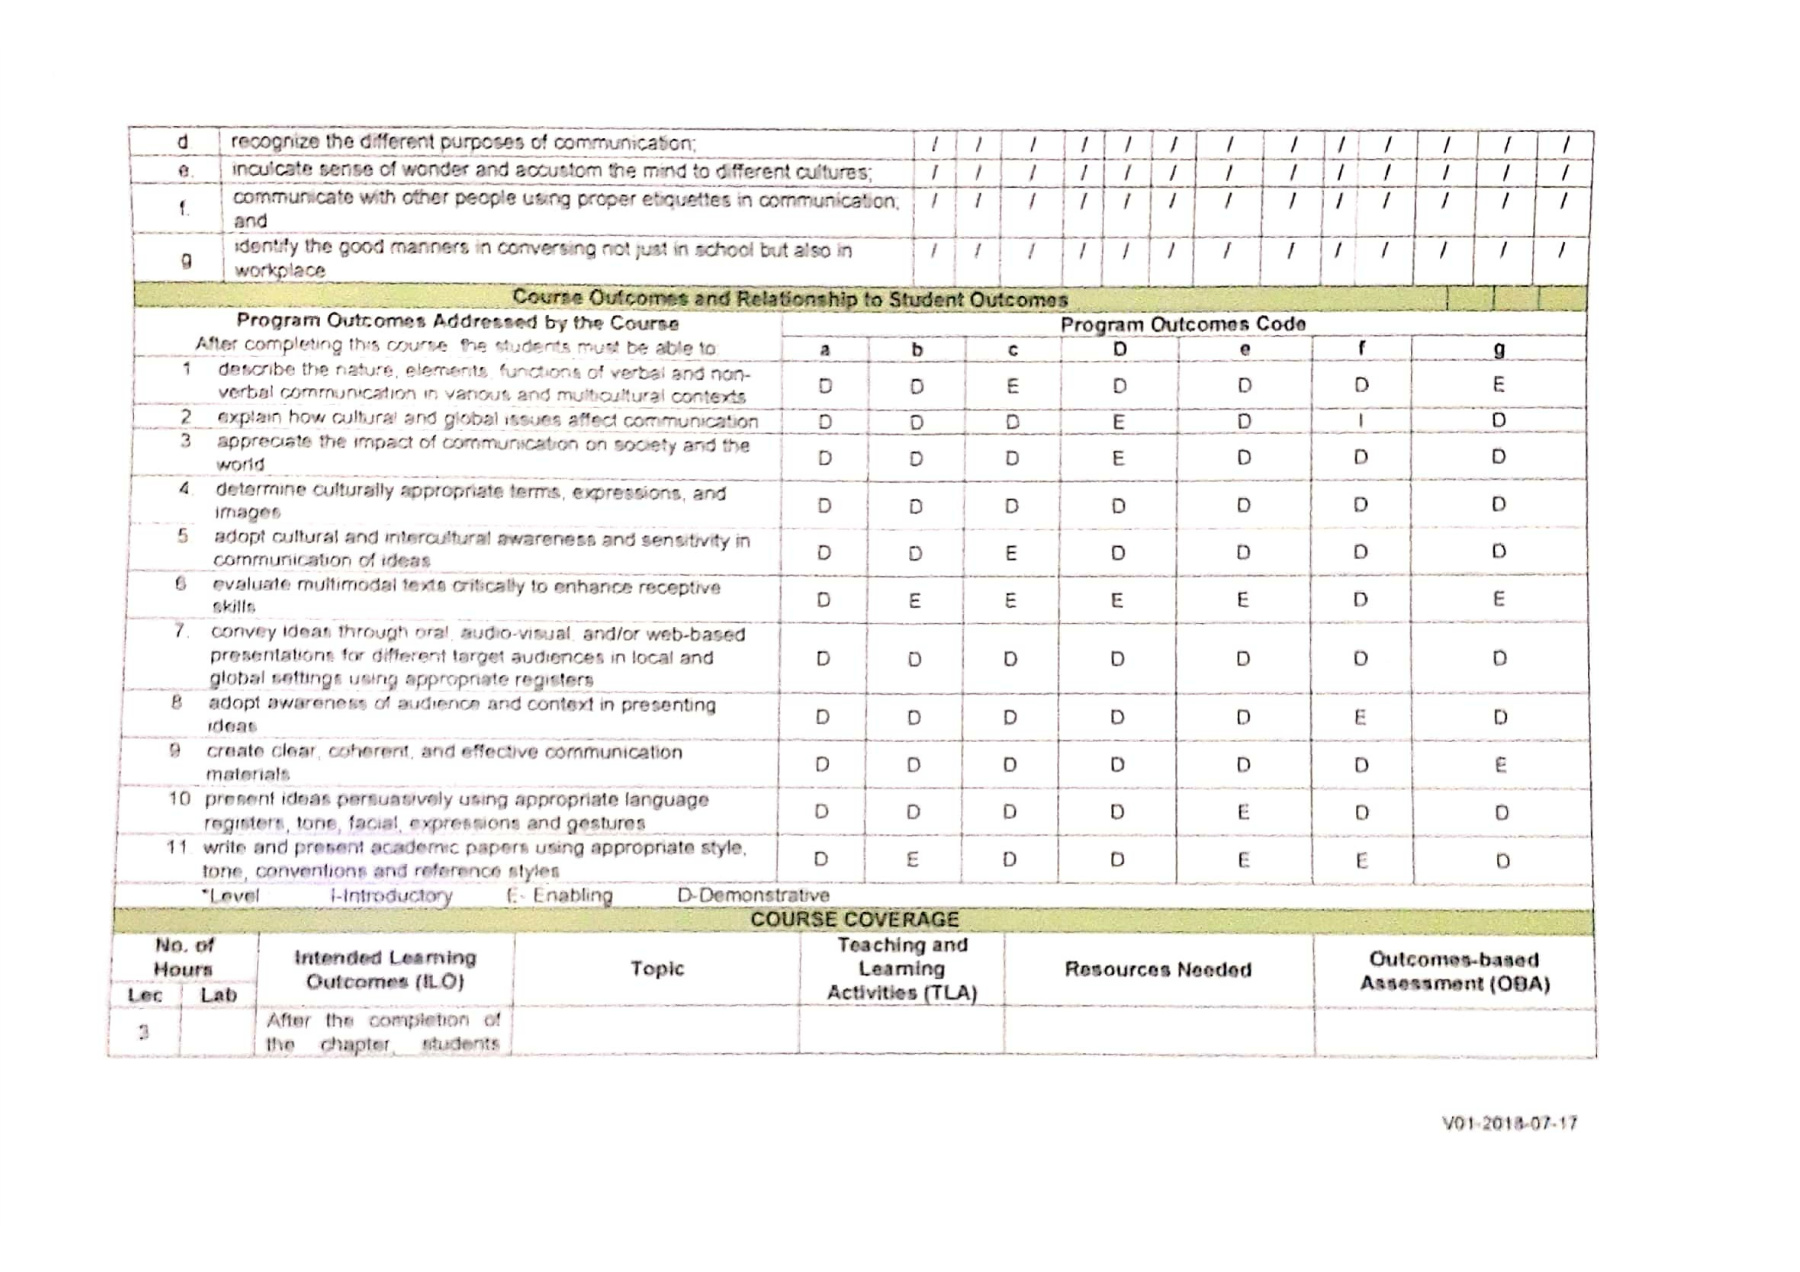 d recognize the different purposes of communication; / / / / / / / / / / / / /
e. inculcate sense of wonder and accustom the mind to different cultures; / / / / / / / / / / / / /
f. communicate with other people using proper etiquettes in communication; / / / / / / / / / / / / /
and
g identify the good manners in conversing not just in school but also in / / / / / / / / / / / / /
workplace
Course Outcomes and Relationship to Student Outcomes
Program Outcomes Addressed by the Course Program Outcomes Code
After completing this course the students must be able to a b c D e f g
1 describe the nature, elements, functions of verbal and non-
verbal communication in various and multicultural contexts D D E D D D E
2 explain how cultural and global issues affect communication D D D E D I D
3 appreciate the impact of communication on society and the
world D D D E D D D
4. determine culturally appropriate terms, expressions, and
images D D D D D D D
5 adopt cultural and intercultural awareness and sensitivity in
communication of ideas D D E D D D D
6 evaluate multimodal texts critically to enhance receptive
skills D E E E E D E
7. convey ideas through oral, audio-visual, and/or web-based
presentations for different target audiences in local and D D D D D D D
global settings using appropriate registers
8 adopt awareness of audience and context in presenting
ideas D D D D D E D
9 create clear, coherent, and effective communication
materials D D D D D D E
10 present ideas persuasively using appropriate language
registers, tone, facial, expressions and gestures D D D D E D D
11. write and present academic papers using appropriate style,
tone, conventions and reference styles D E D D E E D
*Level I-Introductory E- Enabling D-Demonstrative
COURSE COVERAGE
No. of Hours Intended Learning Outcomes (ILO) Topic Teaching and Learning Activities (TLA) Resources Needed Outcomes-based Assessment (OBA)
Lec Lab
3 After the completion of
the chapter, students
V01-2018-07-17